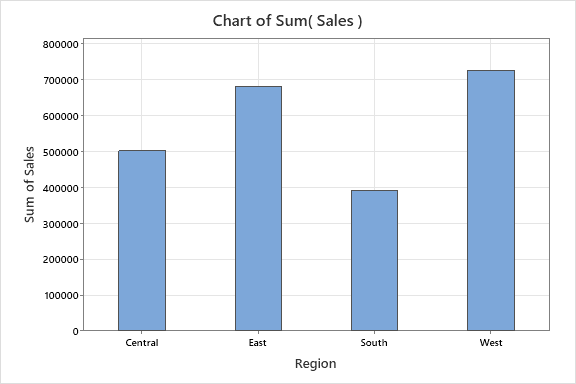 Chart of Sum( Sales )
800000
700000
600000
500000
400000
300000
200000
100000
0
Sum of Sales
Central East South West
Region